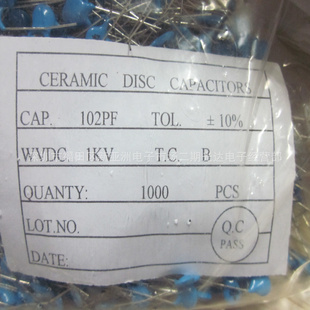 CERAMIC DISC CAPACITORS
CAP. 102PF TOL. ±10%
WVDC 1KV T.C. B
QUANTY: 1000 PCS
LOT.NO.
Q.C
PASS
DATE: